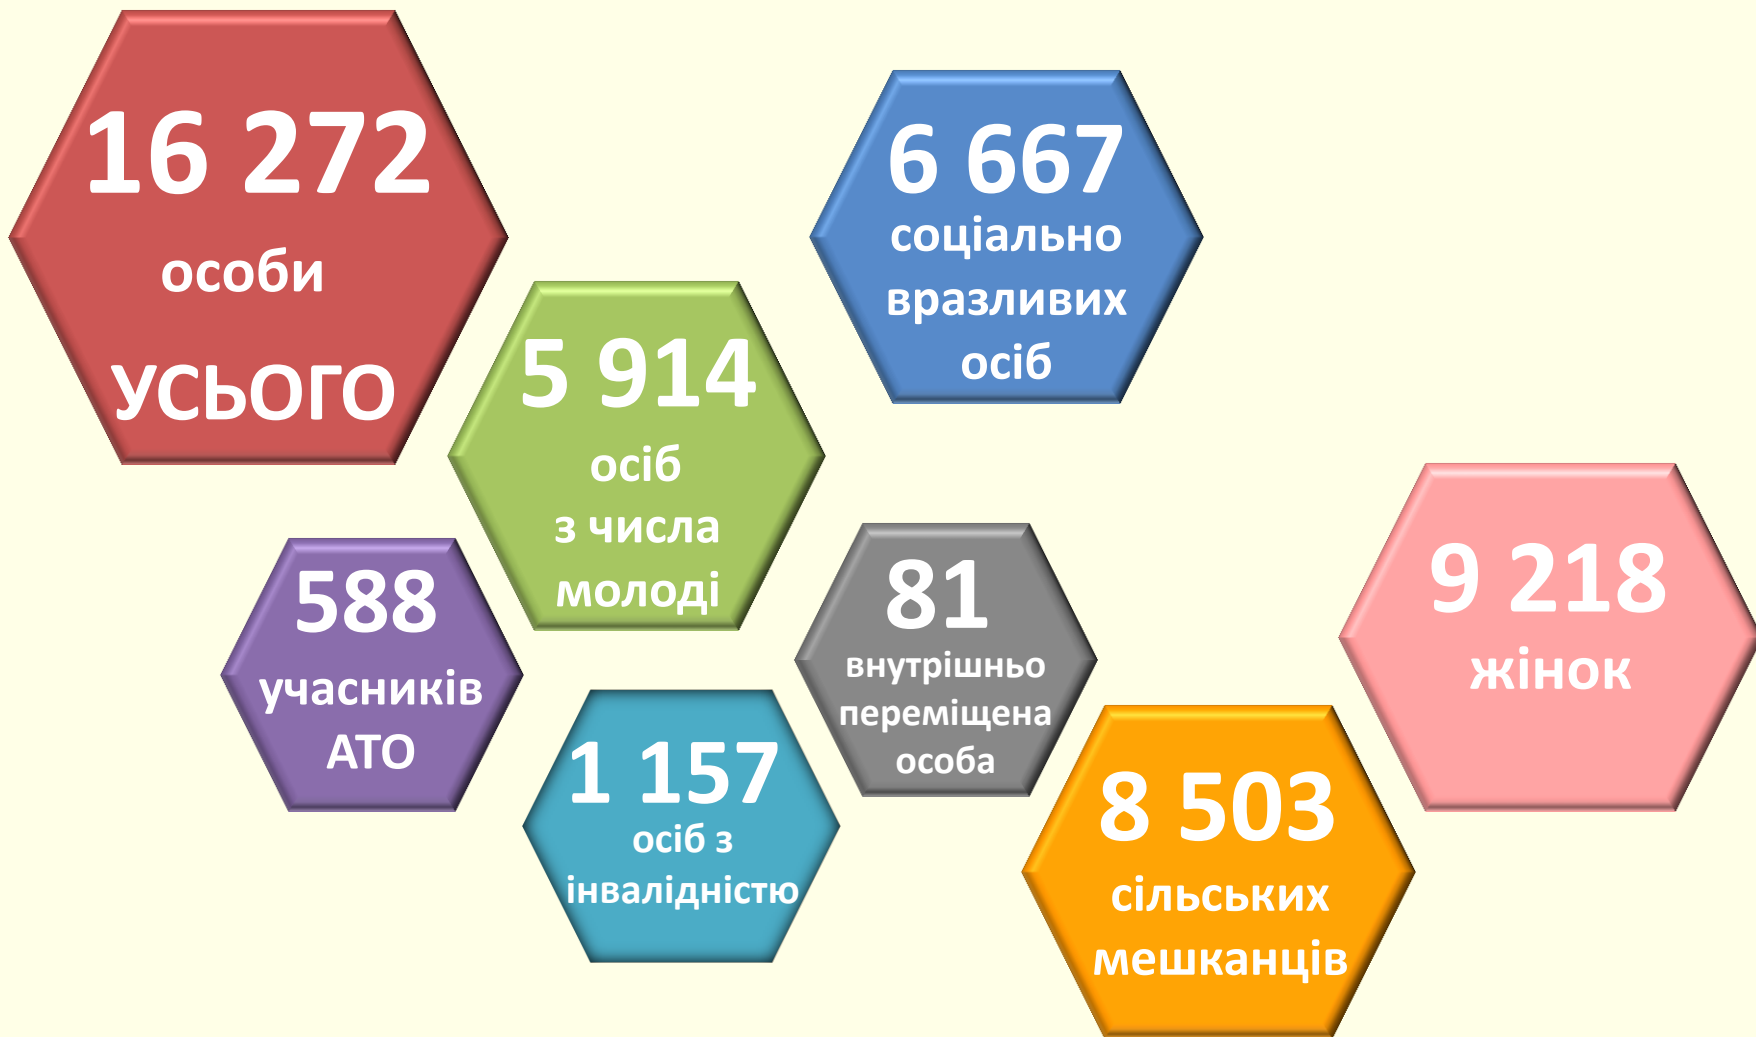 16 272
особи
УСЬОГО
6 667
соціально
вразливих
осіб
5 914
осіб
з числа
молоді
588
учасників
АТО
81
внутрішньо
переміщена
особа
9 218
жінок
1 157
осіб з
інвалідністю
8 503
сільських
мешканців